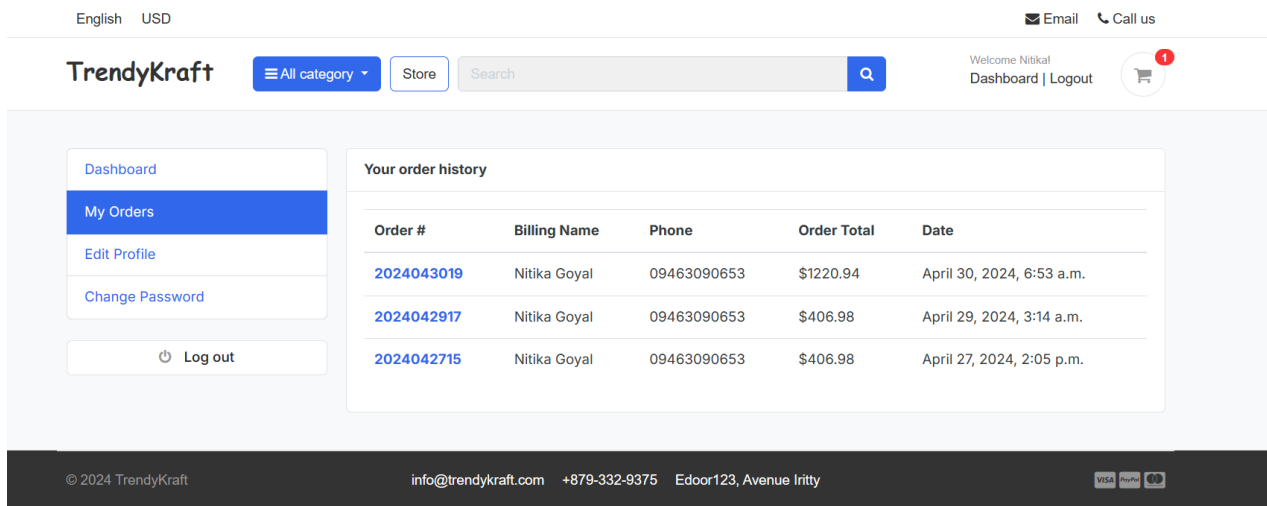 English USD Email Call us
TrendyKraft All category Store Search Welcome Nitika! 1
Dashboard | Logout
Dashboard
My Orders
Edit Profile
Change Password
Log out
Your order history
Order # Billing Name Phone Order Total Date
2024043019 Nitika Goyal 09463090653 $1220.94 April 30, 2024, 6:53 a.m.
2024042917 Nitika Goyal 09463090653 $406.98 April 29, 2024, 3:14 a.m.
2024042715 Nitika Goyal 09463090653 $406.98 April 27, 2024, 2:05 p.m.
© 2024 TrendyKraft info@trendykraft.com +879-332-9375 Edoor123, Avenue Iritty VISA PayPal